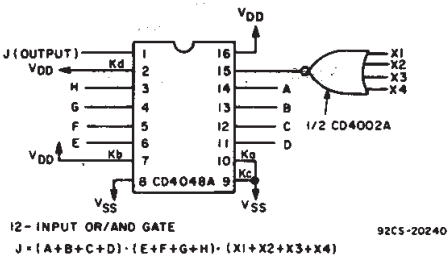 VDD
J (OUTPUT) 1 16
VDD Kd 2 15 X1
X2
X3
X4
H 3 14 A
G 4 13 B
1/2 CD4002A
F 5 12 C
E 6 11 D
VDD Kb 7 10 Ka
8 CD4048A 9 Kc
VSS VSS
12-INPUT OR/AND GATE
92CS-20240
J = (A+B+C+D)·(E+F+G+H)·(X1+X2+X3+X4)